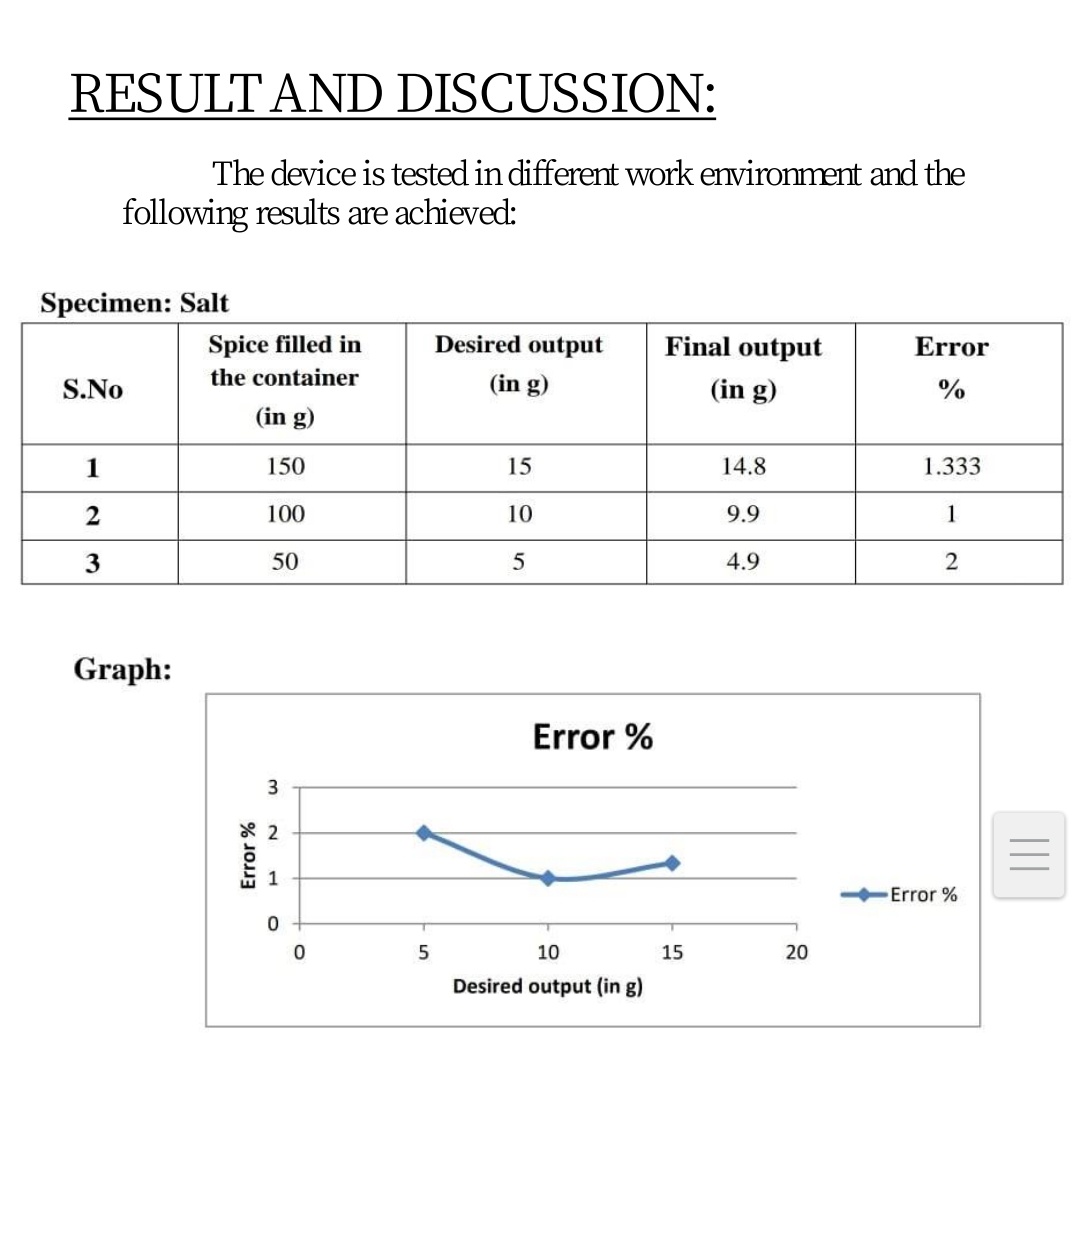 RESULT AND DISCUSSION:
The device is tested in different work environment and the
following results are achieved:
Specimen: Salt
S.No Spice filled in the container (in g) Desired output (in g) Final output (in g) Error %
1 150 15 14.8 1.333
2 100 10 9.9 1
3 50 5 4.9 2
Graph:
Error %
3
2
1
0
Error %
0 5 10 15 20
Desired output (in g)
Error %